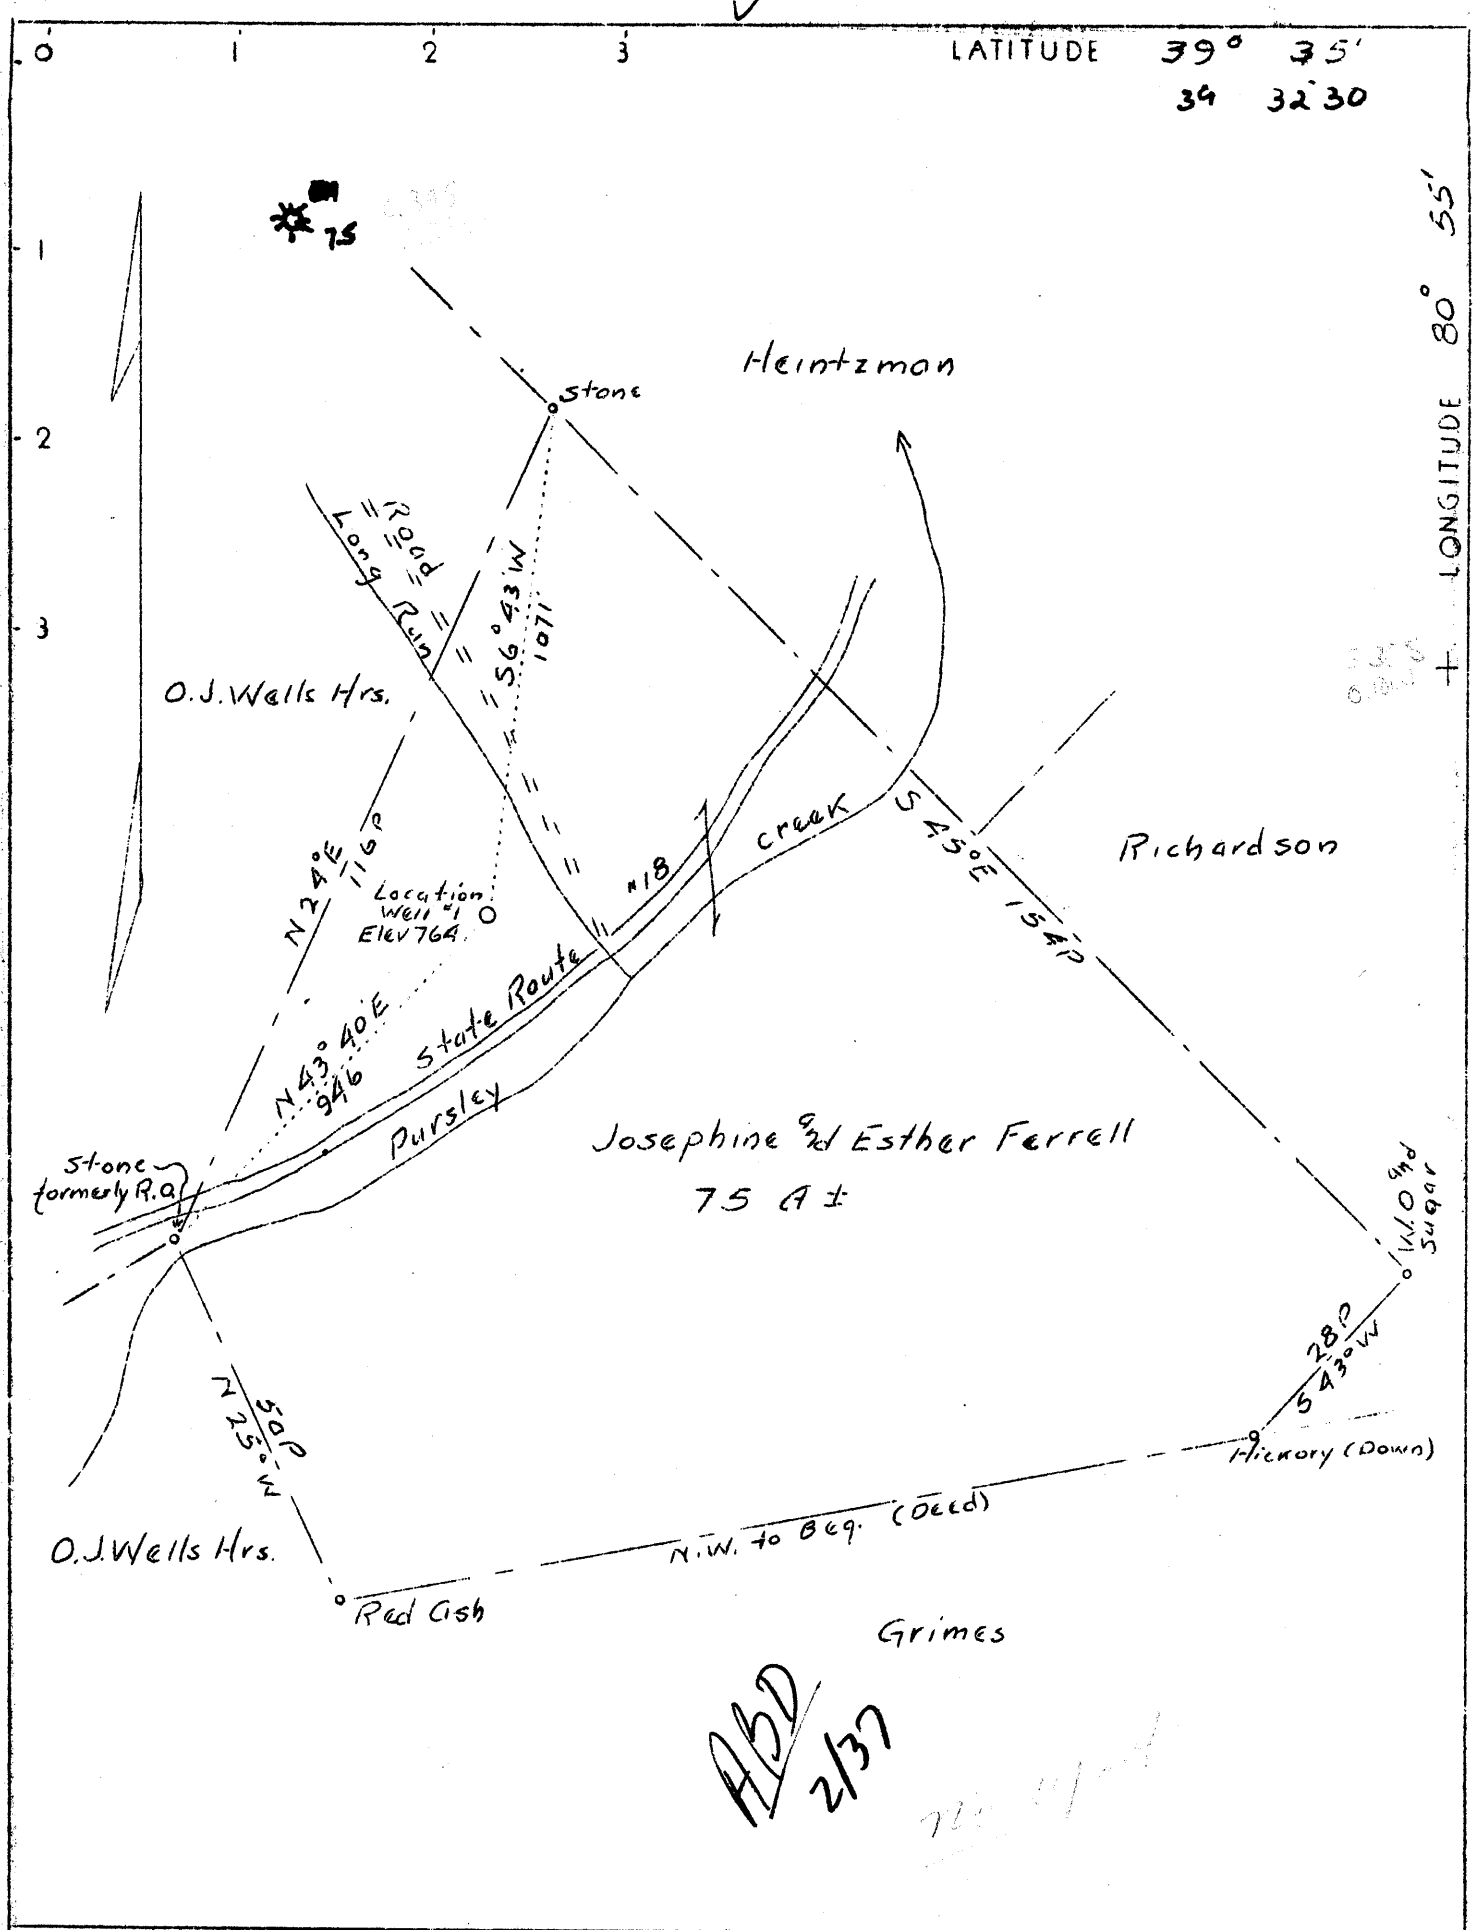 0 1 2 3 LATITUDE 39° 35'
39 32 30
75
1
LONGITUDE 80° 55'
Heintzman
Stone
2
Road
Long Run
S6° 43' W
1071'
3
O.J. Wells Hrs.
N 24° E
116 P
Location
Well #1
Elev 764
"18
Creek
S 45° E 154 P
Richardson
State Route
N 43° 40' E
946
Pursley
Josephine and Esther Ferrell
75 A ±
Stone
formerly R.O.
W.O and
Sugar
28 P
S 43° W
50 P
N 25° W
Hickory (Down)
N.W. to Beg. (Deed)
O.J. Wells Hrs.
Red Ash
Grimes
ABD
2/37